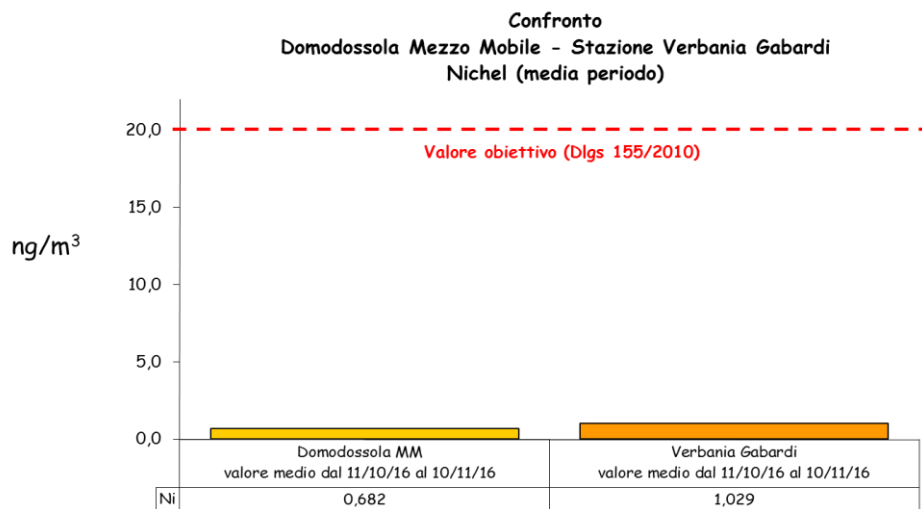 Confronto
Domodossola Mezzo Mobile - Stazione Verbania Gabardi
Nichel (media periodo)
20,0
Valore obiettivo (Dlgs 155/2010)
15,0
ng/m³
10,0
5,0
0,0
Domodossola MM
valore medio dal 11/10/16 al 10/11/16
Verbania Gabardi
valore medio dal 11/10/16 al 10/11/16
Ni 0,682 1,029